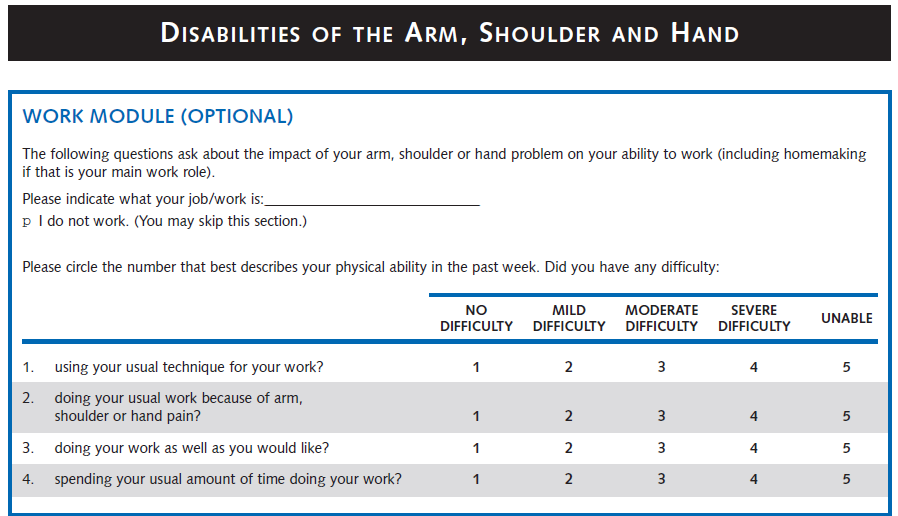 DISABILITIES OF THE ARM, SHOULDER AND HAND
WORK MODULE (OPTIONAL)
The following questions ask about the impact of your arm, shoulder or hand problem on your ability to work (including homemaking
if that is your main work role).
Please indicate what your job/work is:
p I do not work. (You may skip this section.)
Please circle the number that best describes your physical ability in the past week. Did you have any difficulty:
NO DIFFICULTY MILD DIFFICULTY MODERATE DIFFICULTY SEVERE DIFFICULTY UNABLE
1. using your usual technique for your work? 1 2 3 4 5
2. doing your usual work because of arm,
shoulder or hand pain? 1 2 3 4 5
3. doing your work as well as you would like? 1 2 3 4 5
4. spending your usual amount of time doing your work? 1 2 3 4 5